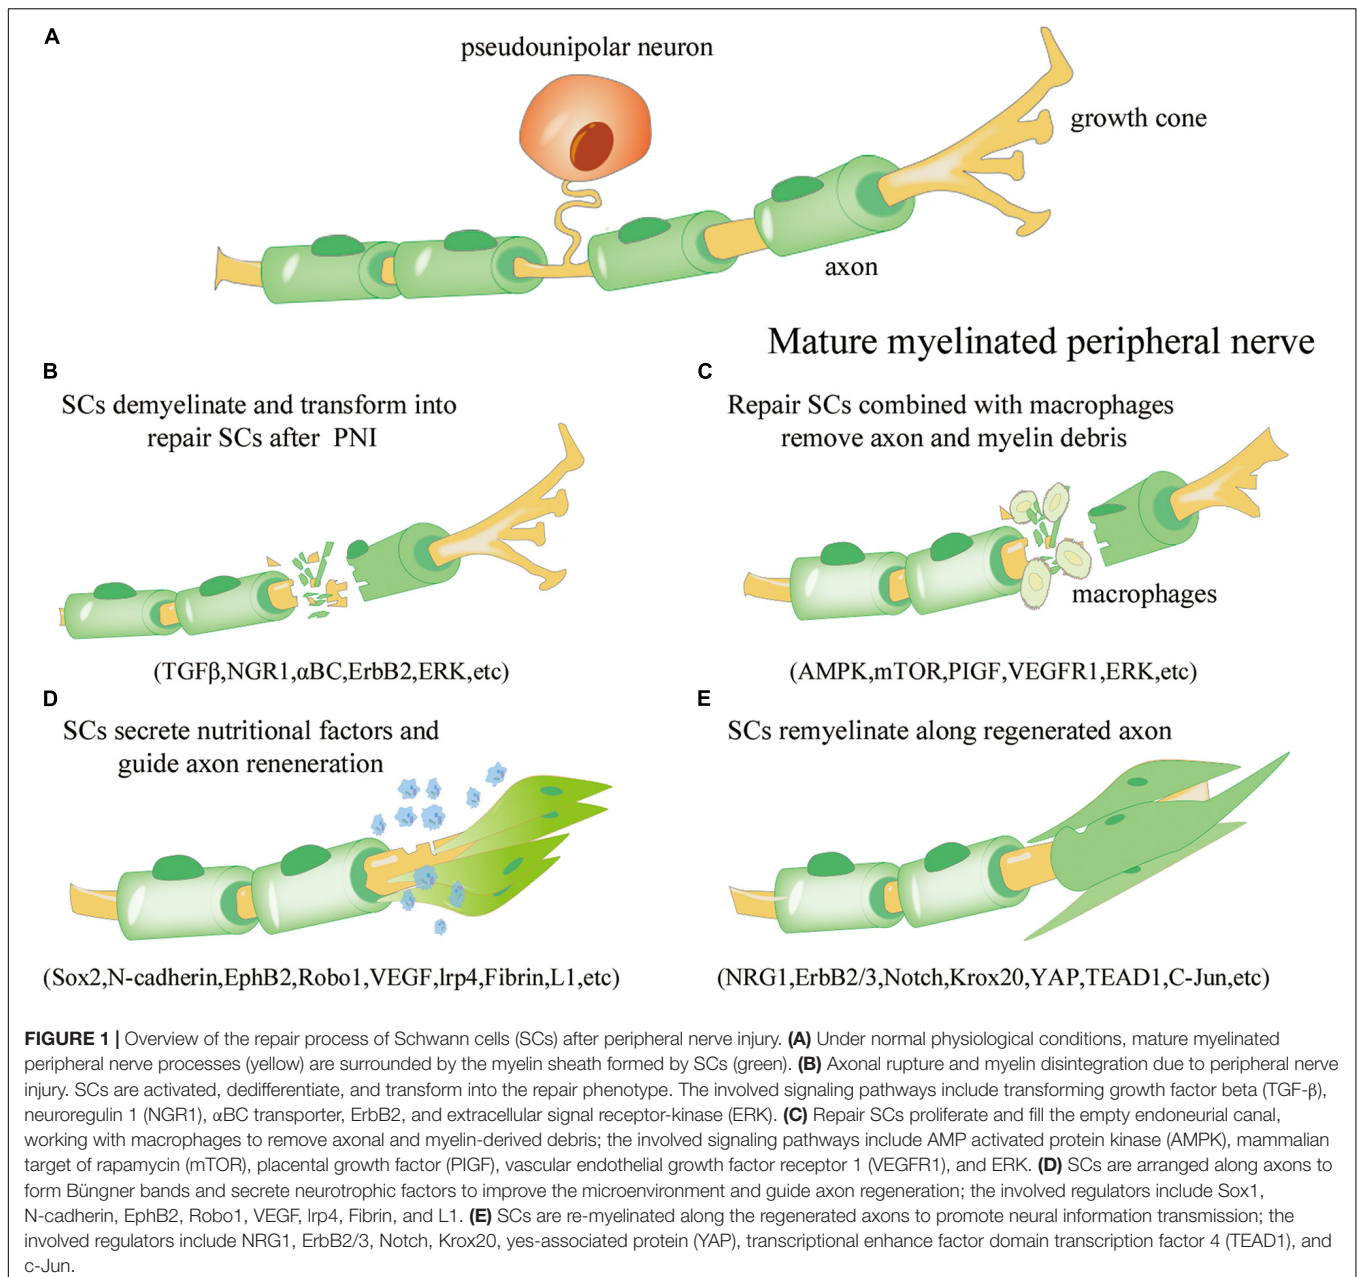 A
pseudounipolar neuron
growth cone
axon
Mature myelinated peripheral nerve
B
SCs demyelinate and transform into
repair SCs after PNI
(TGFβ,NGR1,αBC,ErbB2,ERK,etc)
C
Repair SCs combined with macrophages
remove axon and myelin debris
macrophages
(AMPK,mTOR,PIGF,VEGFR1,ERK,etc)
D
SCs secrete nutritional factors and
guide axon reneneration
(Sox2,N-cadherin,EphB2,Robo1,VEGF,lrp4,Fibrin,L1,etc)
E
SCs remyelinate along regenerated axon
(NRG1,ErbB2/3,Notch,Krox20,YAP,TEAD1,C-Jun,etc)
FIGURE 1 | Overview of the repair process of Schwann cells (SCs) after peripheral nerve injury. (A) Under normal physiological conditions, mature myelinated
peripheral nerve processes (yellow) are surrounded by the myelin sheath formed by SCs (green). (B) Axonal rupture and myelin disintegration due to peripheral nerve
injury. SCs are activated, dedifferentiate, and transform into the repair phenotype. The involved signaling pathways include transforming growth factor beta (TGF-β),
neuroregulin 1 (NGR1), αBC transporter, ErbB2, and extracellular signal receptor-kinase (ERK). (C) Repair SCs proliferate and fill the empty endoneurial canal,
working with macrophages to remove axonal and myelin-derived debris; the involved signaling pathways include AMP activated protein kinase (AMPK), mammalian
target of rapamycin (mTOR), placental growth factor (PIGF), vascular endothelial growth factor receptor 1 (VEGFR1), and ERK. (D) SCs are arranged along axons to
form Büngner bands and secrete neurotrophic factors to improve the microenvironment and guide axon regeneration; the involved regulators include Sox1,
N-cadherin, EphB2, Robo1, VEGF, lrp4, Fibrin, and L1. (E) SCs are re-myelinated along the regenerated axons to promote neural information transmission; the
involved regulators include NRG1, ErbB2/3, Notch, Krox20, yes-associated protein (YAP), transcriptional enhance factor domain transcription factor 4 (TEAD1), and
c-Jun.